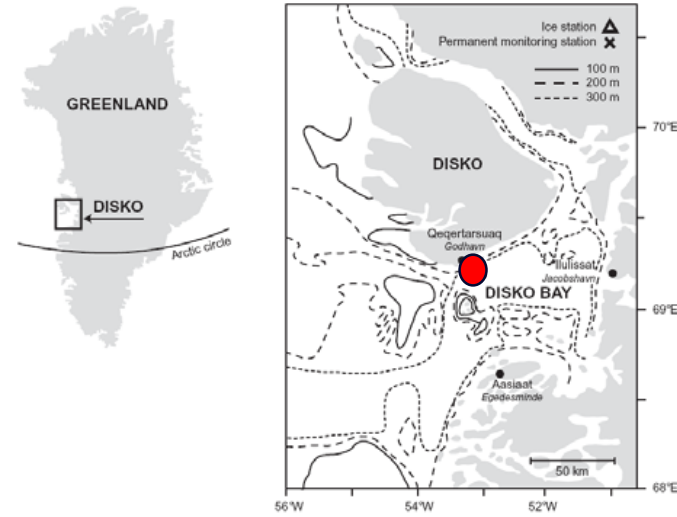 GREENLAND
DISKO
Arctic circle
Ice station
Permanent monitoring station
100 m
200 m
300 m
70°E
DISKO
Qeqertarsuaq
Godhavn
Ilulissat
Jacobshavn
DISKO BAY
69°E
Aasiaat
Egedesminde
50 km
68°E
56°W
54°W
52°W